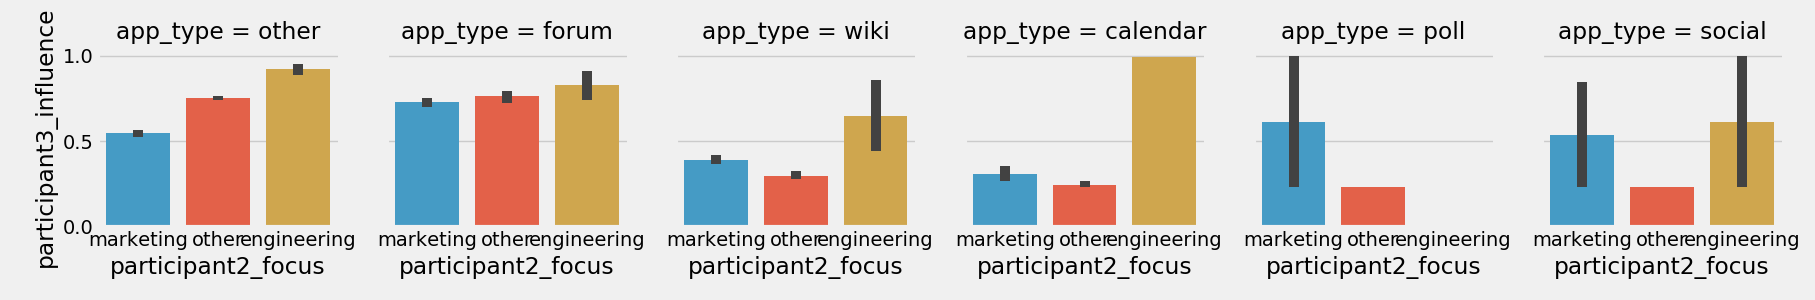 app_type = other
app_type = forum
app_type = wiki
app_type = calendar
app_type = poll
app_type = social
participant3_influence
1.0
0.5
0.0
marketing other engineering
marketing other engineering
marketing other engineering
marketing other engineering
marketing other engineering
marketing other engineering
participant2_focus
participant2_focus
participant2_focus
participant2_focus
participant2_focus
participant2_focus